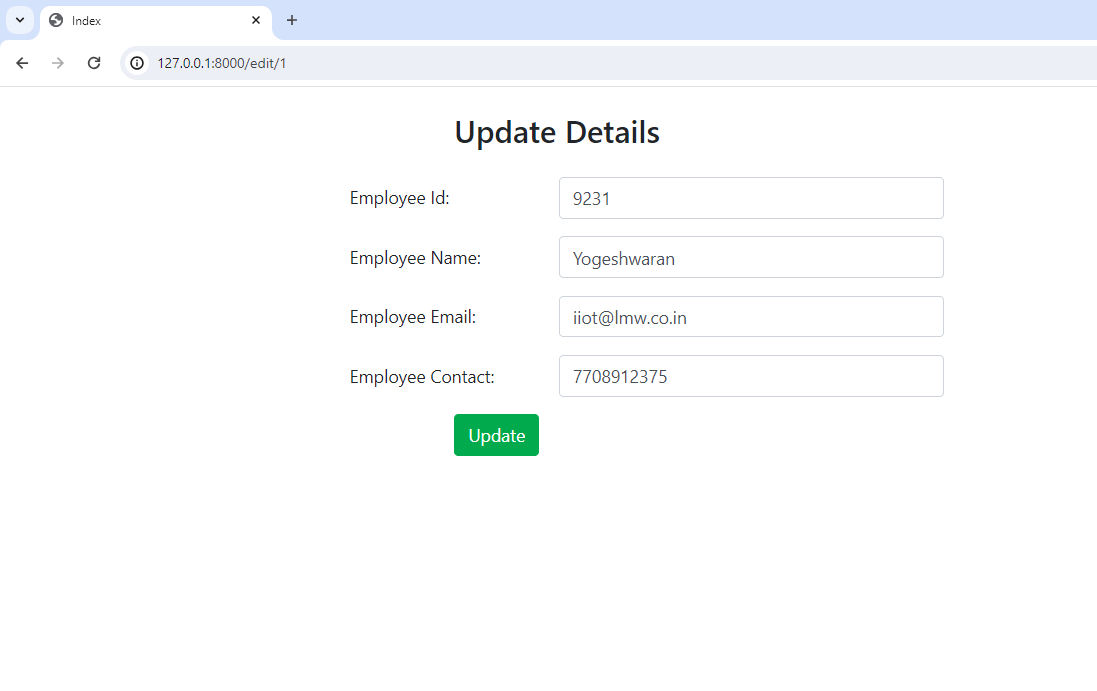 Index
127.0.0.1:8000/edit/1
Update Details
Employee Id: 9231
Employee Name: Yogeshwaran
Employee Email: iiot@lmw.co.in
Employee Contact: 7708912375
Update